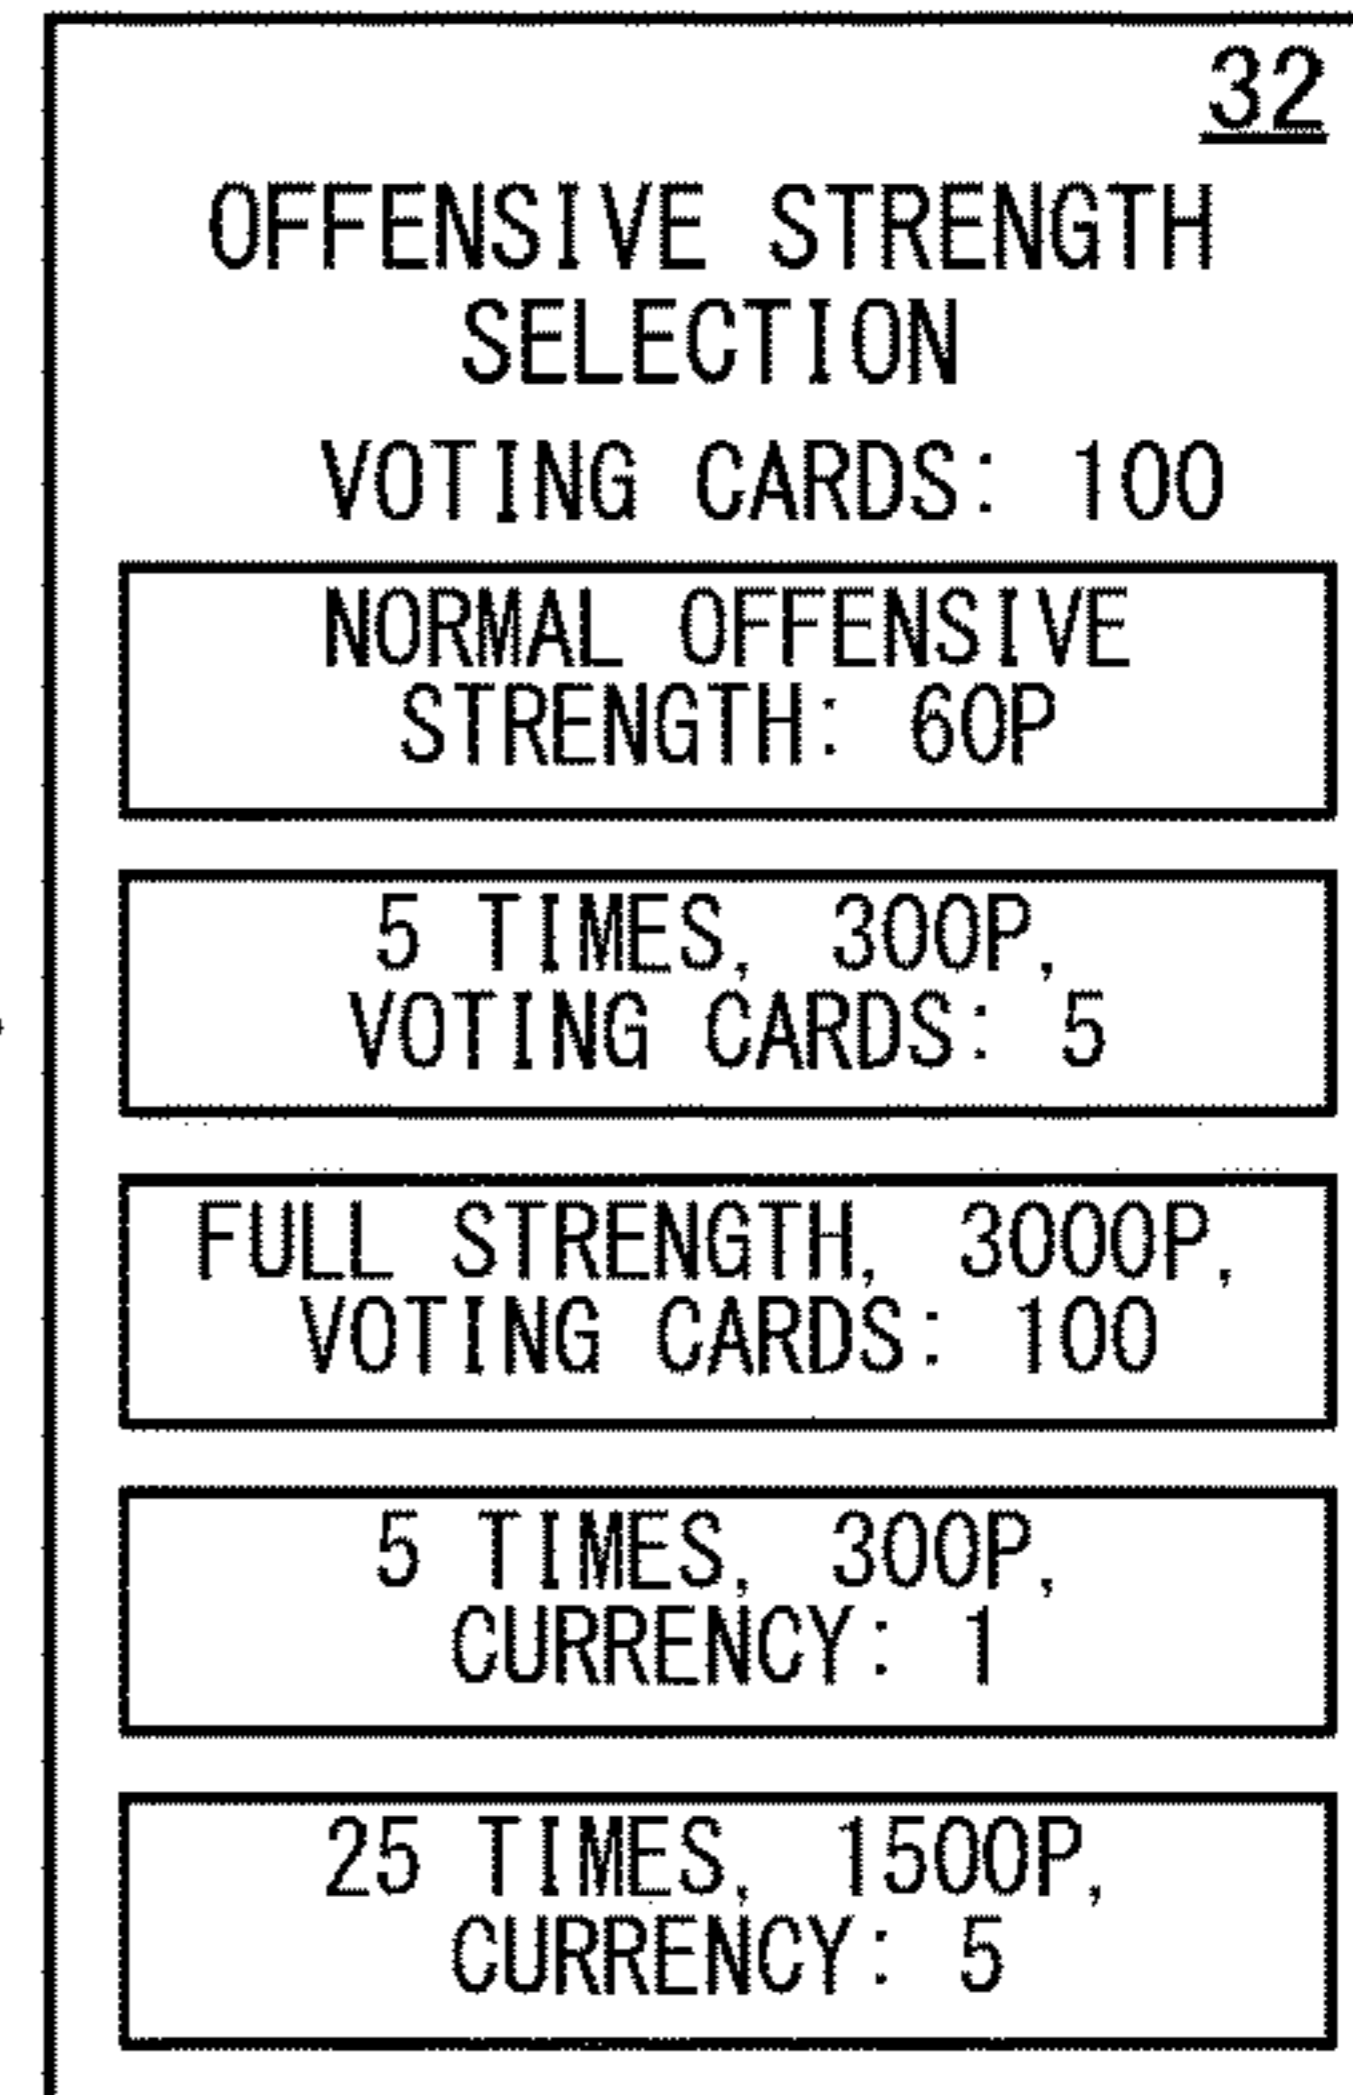 32
OFFENSIVE STRENGTH
SELECTION
VOTING CARDS: 100
NORMAL OFFENSIVE
STRENGTH: 60P
5 TIMES, 300P,
VOTING CARDS: 5
FULL STRENGTH, 3000P,
VOTING CARDS: 100
5 TIMES, 300P,
CURRENCY: 1
25 TIMES, 1500P,
CURRENCY: 5